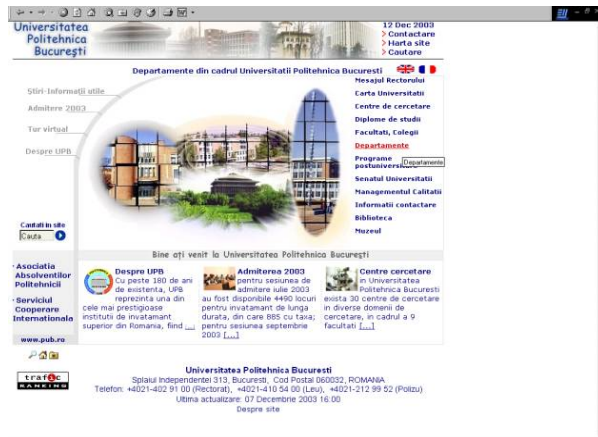 Universitatea
Politehnica
București
12 Dec 2003
Contactare
Harta site
Cautare
Departamente din cadrul Universitatii Politehnica Bucuresti
Știri-Informații utile
Admitere 2003
Tur virtual
Despre UPB
Mesajul Rectorului
Carta Universitatii
Centre de cercetare
Diplome de studii
Facultati, Colegii
Departamente
Programe
postuniversitare
Departamente
Senatul Universitatii
Managementul Calitatii
Informatii contactare
Biblioteca
Muzeul
Cautati in site
Cauta
Bine ați venit la Universitatea Politehnica București
Asociatia
Absolventilor
Politehnicii
Serviciul
Cooperare
Internationala
www.pub.ro
Despre UPB
Cu peste 180 de ani
de existenta, UPB
reprezinta una din
cele mai prestigioase
institutii de invatamant
superior din Romania, fiind ...
Admiterea 2003
pentru sesiunea de
admitere iulie 2003
au fost disponibile 4490 locuri
pentru invatamant de lunga
durata, din care 885 cu taxa;
pentru sesiunea septembrie
2003 [...]
Centre cercetare
in Universitatea
Politehnica Bucuresti
exista 30 centre de cercetare
in diverse domenii de
cercetare, in cadrul a 9
facultati [...]
trafic
RANKING
Universitatea Politehnica Bucuresti
Splaiul Independentei 313, Bucuresti, Cod Postal 060032, ROMANIA
Telefon: +4021-402 91 00 (Rectorat), +4021-410 54 00 (Leu), +4021-212 99 52 (Polizu)
Ultima actualizare: 07 Decembrie 2003 16:00
Despre site